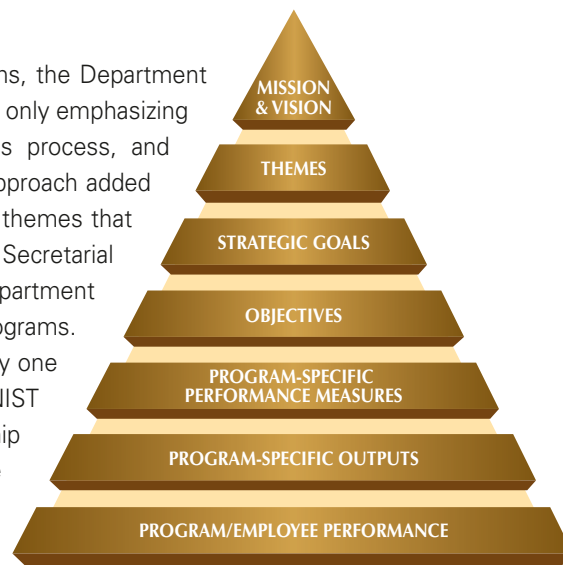 ns, the Department
only emphasizing
s process, and
pproach added
themes that
Secretarial
partment
ograms.
y one
NIST
ip
MISSION
& VISION
THEMES
STRATEGIC GOALS
OBJECTIVES
PROGRAM-SPECIFIC
PERFORMANCE MEASURES
PROGRAM-SPECIFIC OUTPUTS
PROGRAM/EMPLOYEE PERFORMANCE